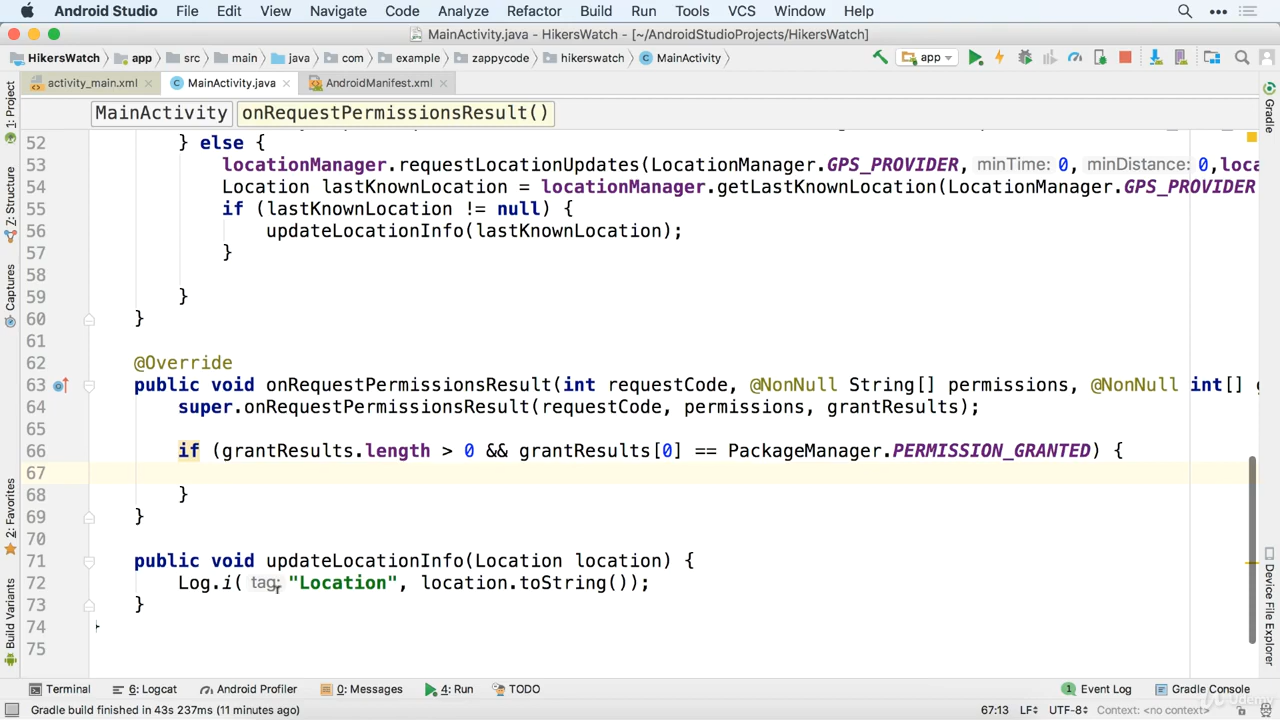 Android Studio File Edit View Navigate Code Analyze Refactor Build Run Tools VCS Window Help
MainActivity.java - HikersWatch - [~/AndroidStudioProjects/HikersWatch]
HikersWatch app src main java com example zappycode hikerswatch MainActivity app
activity_main.xml MainActivity.java AndroidManifest.xml
MainActivity onRequestPermissionsResult()
52 } else {
53 locationManager.requestLocationUpdates(LocationManager.GPS_PROVIDER, minTime: 0, minDistance: 0,loca
54 Location lastKnownLocation = locationManager.getLastKnownLocation(LocationManager.GPS_PROVIDER
55 if (lastKnownLocation != null) {
56 updateLocationInfo(lastKnownLocation);
57 }
58
59 }
60 }
61
62 @Override
63 public void onRequestPermissionsResult(int requestCode, @NonNull String[] permissions, @NonNull int[] g
64 super.onRequestPermissionsResult(requestCode, permissions, grantResults);
65
66 if (grantResults.length > 0 && grantResults[0] == PackageManager.PERMISSION_GRANTED) {
67
68 }
69 }
70
71 public void updateLocationInfo(Location location) {
72 Log.i( tag: "Location", location.toString());
73 }
74 }
75
1: Project
7: Structure
Captures
2: Favorites
Build Variants
Gradle
Device File Explorer
Terminal 6: Logcat Android Profiler 0: Messages 4: Run TODO 1 Event Log Gradle Console
Gradle build finished in 43s 237ms (11 minutes ago) 67:13 LF UTF-8 Context: <no context>
Udemy